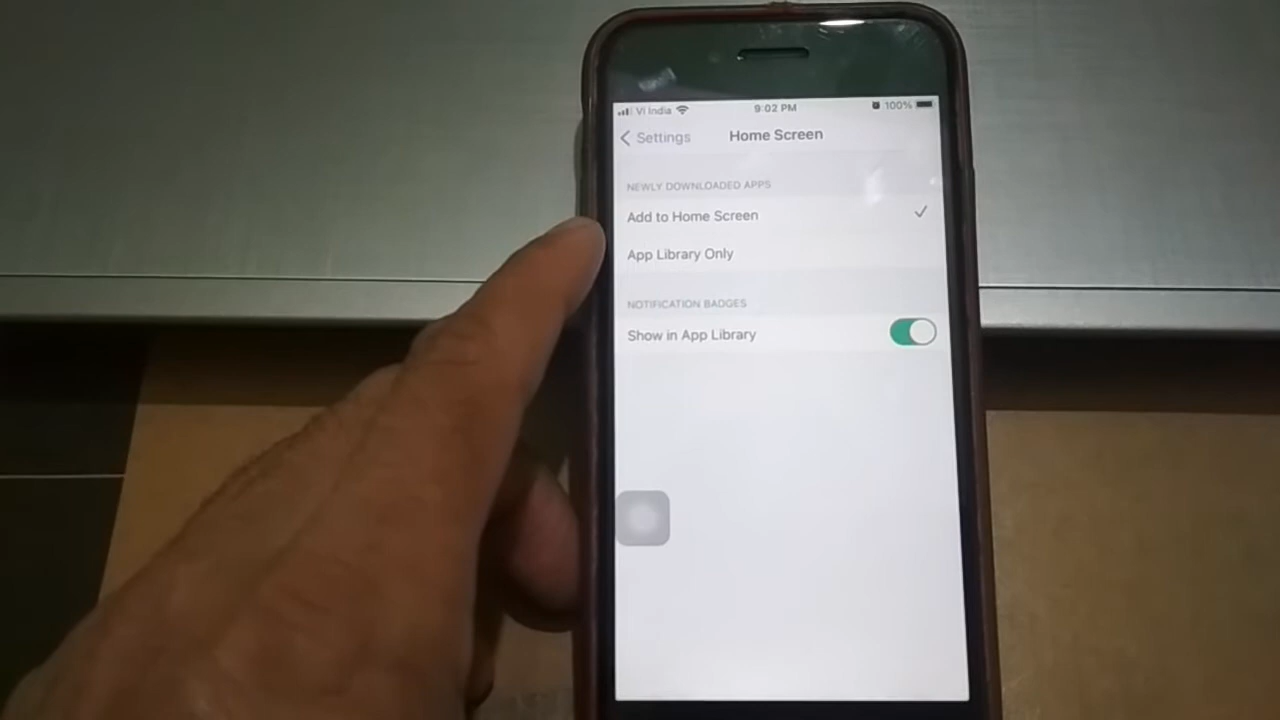 Vi India 9:02 PM 100%
Settings Home Screen
NEWLY DOWNLOADED APPS
Add to Home Screen
App Library Only
NOTIFICATION BADGES
Show in App Library